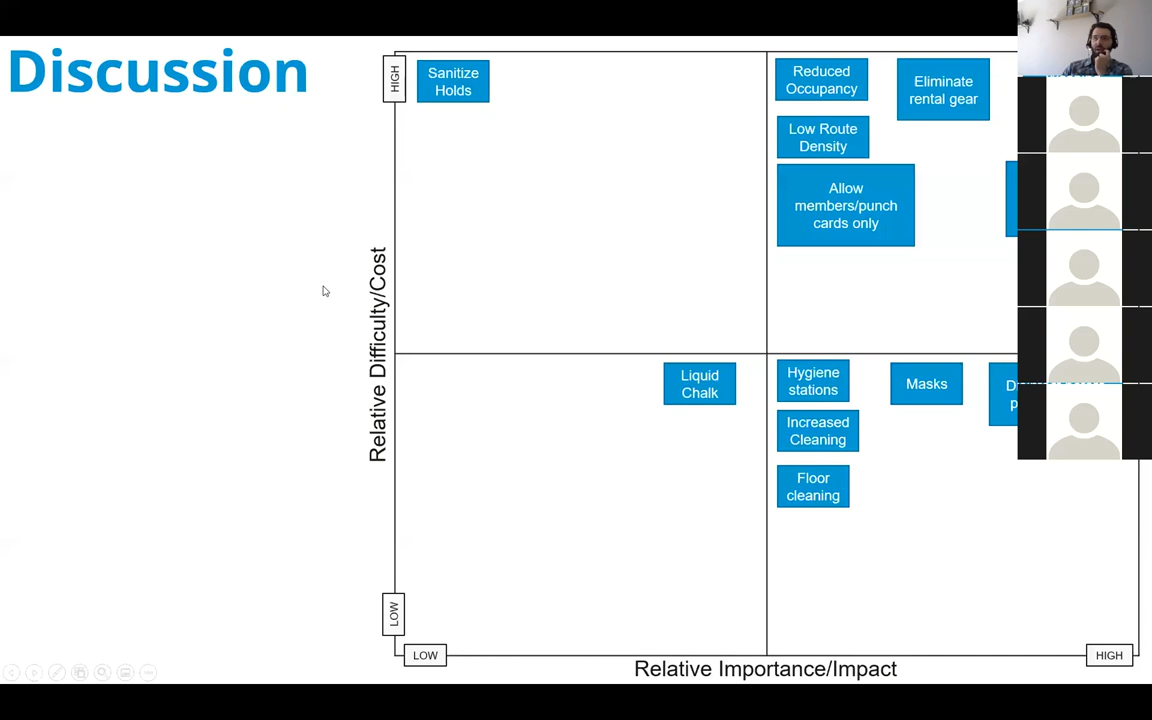 Discussion
HIGH
Sanitize
Holds
Reduced
Occupancy
Eliminate
rental gear
Low Route
Density
Allow
members/punch
cards only
Relative Difficulty/Cost
Liquid
Chalk
Hygiene
stations
Masks
Increased
Cleaning
Floor
cleaning
LOW
LOW
HIGH
Relative Importance/Impact